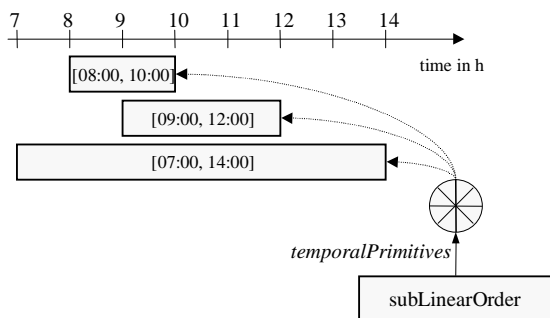 7 8 9 10 11 12 13 14
time in h
[08:00, 10:00]
[09:00, 12:00]
[07:00, 14:00]
temporalPrimitives
subLinearOrder